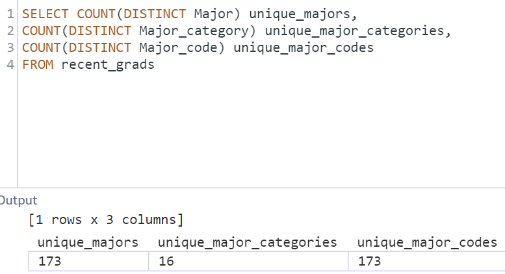 1 SELECT COUNT(DISTINCT Major) unique_majors,
2 COUNT(DISTINCT Major_category) unique_major_categories,
3 COUNT(DISTINCT Major_code) unique_major_codes
4 FROM recent_grads
Output
[1 rows x 3 columns]
unique_majors unique_major_categories unique_major_codes
173 16 173